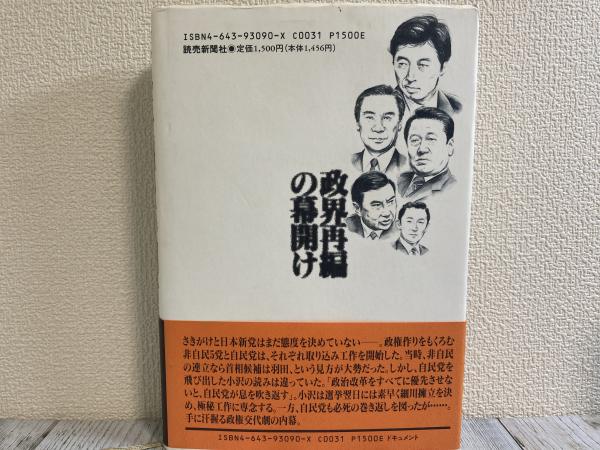 ISBN4-643-93090-X C0031 P1500E
読売新聞社●定価1,500円(本体1,456円)
政界再編
の幕開け
さきがけと日本新党はまだ態度を決めていない──。政権作りをもくろむ
非自民5党と自民党は、それぞれ取り込み工作を開始した。当時、非自民
の連立なら首相候補は羽田、という見方が大勢だった。しかし、自民党を
飛び出した小沢の読みは違っていた。「政治改革をすべてに優先させな
いと、自民党が息を吹き返す」。小沢は選挙翌日には素早く細川擁立を決
め、極秘工作に専念する。一方、自民党も必死の巻き返しを図ったが……。
手に汗握る政権交代劇の内幕。
ISBN4-643-93090-X C0031 P1500E ドキュメント